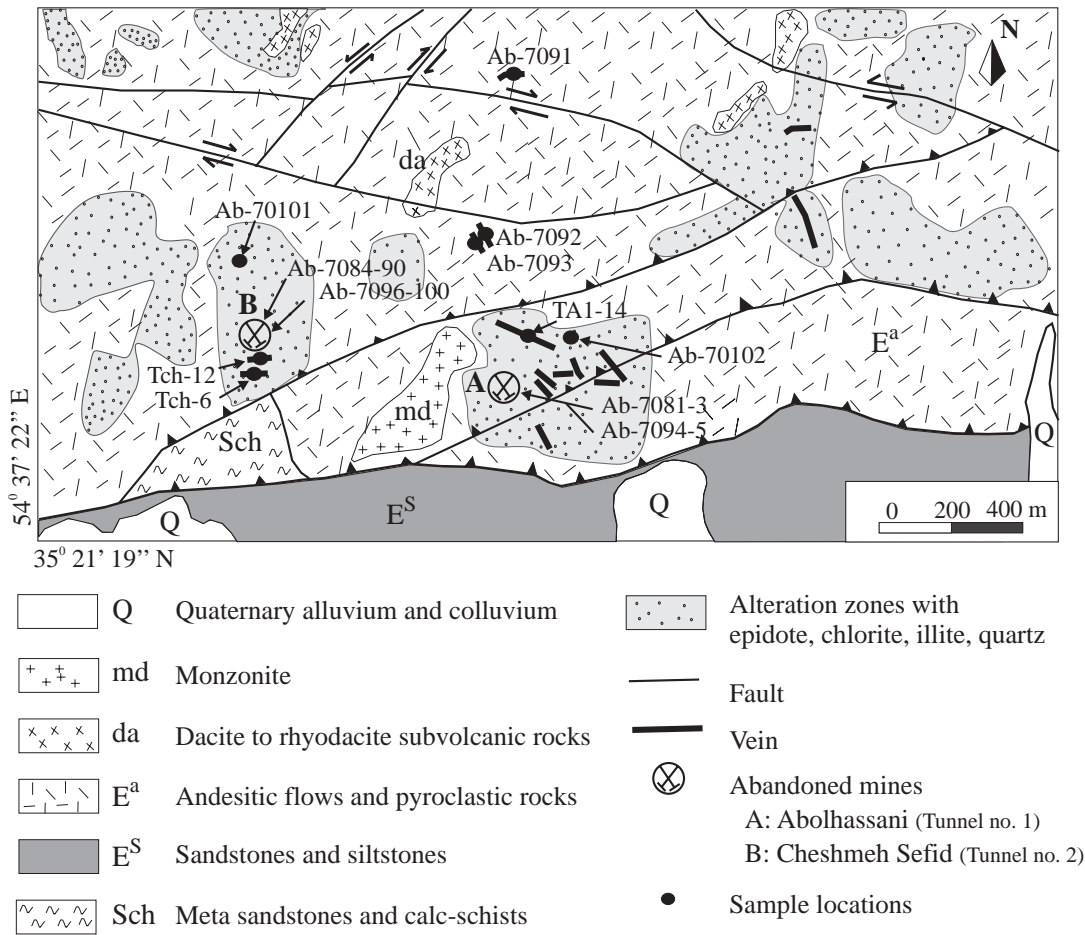 N
Ab-7091
da
Ab-70101
Ab-7092
Ab-7093
Ab-7084-90
Ab-7096-100
B
TA1-14
Ab-70102
Eᵃ
Tch-12
Tch-6
A
md
Ab-7081-3
Ab-7094-5
Sch
Q
Eˢ
Q
Q
0 200 400 m
54⁰ 37’ 22’’ E
35⁰ 21’ 19’’ N
Q Quaternary alluvium and colluvium
md Monzonite
da Dacite to rhyodacite subvolcanic rocks
Eᵃ Andesitic flows and pyroclastic rocks
Eˢ Sandstones and siltstones
Sch Meta sandstones and calc-schists
Alteration zones with
epidote, chlorite, illite, quartz
Fault
Vein
Abandoned mines
A: Abolhassani (Tunnel no. 1)
B: Cheshmeh Sefid (Tunnel no. 2)
Sample locations